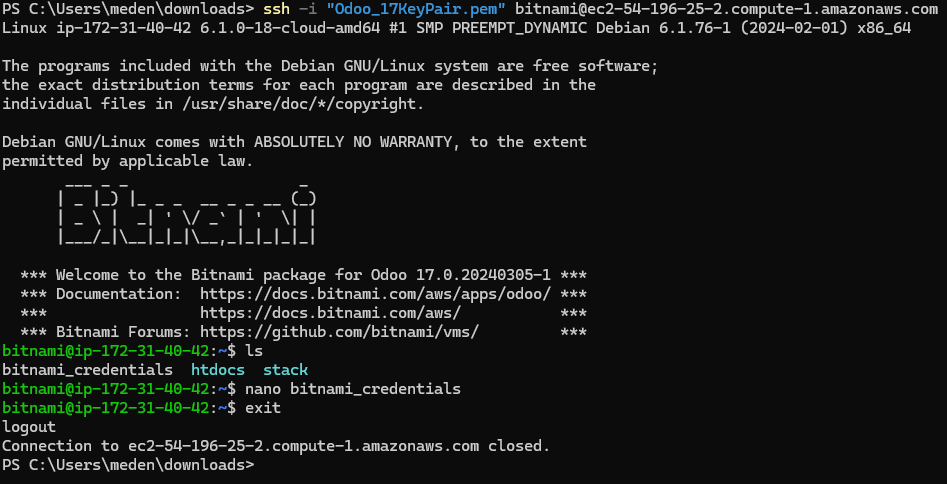 PS C:\Users\meden\downloads> ssh -i "Odoo_17KeyPair.pem" bitnami@ec2-54-196-25-2.compute-1.amazonaws.com
Linux ip-172-31-40-42 6.1.0-18-cloud-amd64 #1 SMP PREEMPT_DYNAMIC Debian 6.1.76-1 (2024-02-01) x86_64
The programs included with the Debian GNU/Linux system are free software;
the exact distribution terms for each program are described in the
individual files in /usr/share/doc/*/copyright.
Debian GNU/Linux comes with ABSOLUTELY NO WARRANTY, to the extent
permitted by applicable law.
       ___ _ _                   _
      | _ |_) |_ _ _  __ _ _ __ (_)
      | _ \ |  _| ' \/ _` | '  \| |
      |___/_|\__|_|_|\__,_|_|_|_|_|
  *** Welcome to the Bitnami package for Odoo 17.0.20240305-1 ***
  *** Documentation:  https://docs.bitnami.com/aws/apps/odoo/ ***
  ***                 https://docs.bitnami.com/aws/           ***
  *** Bitnami Forums: https://github.com/bitnami/vms/         ***
bitnami@ip-172-31-40-42:~$ ls
bitnami_credentials  htdocs  stack
bitnami@ip-172-31-40-42:~$ nano bitnami_credentials
bitnami@ip-172-31-40-42:~$ exit
logout
Connection to ec2-54-196-25-2.compute-1.amazonaws.com closed.
PS C:\Users\meden\downloads>